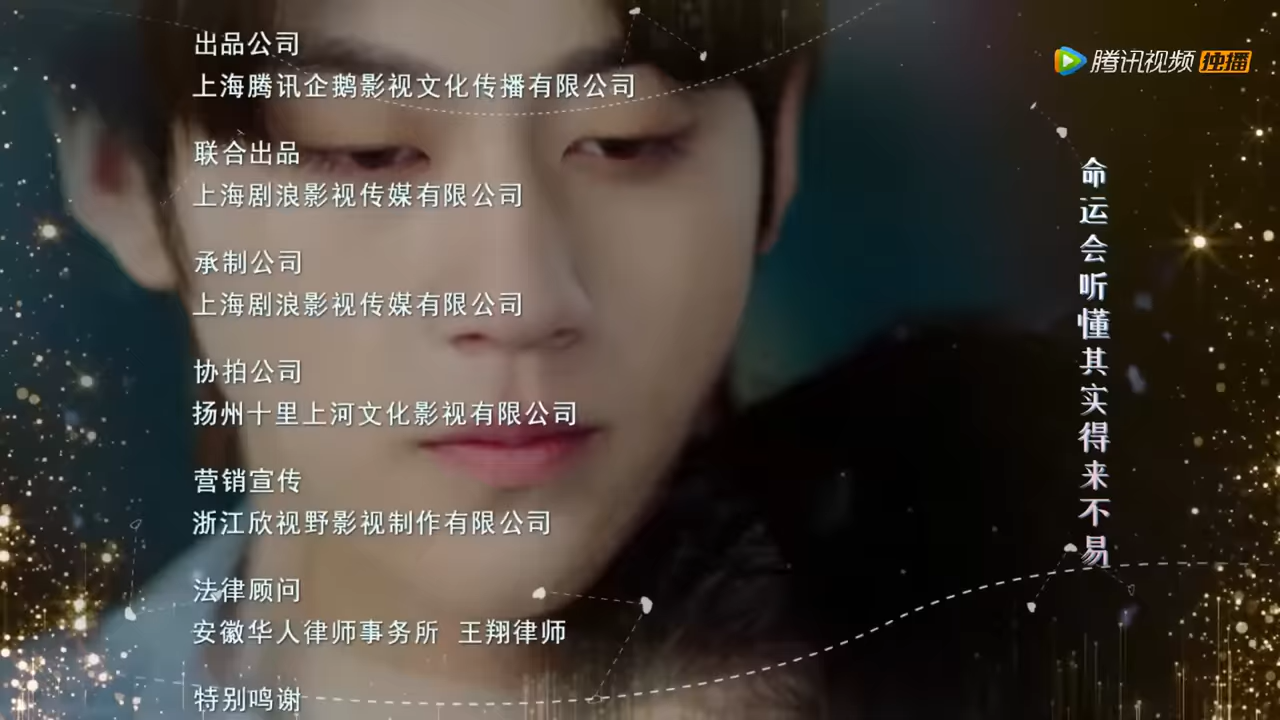 出品公司
上海腾讯企鹅影视文化传播有限公司
联合出品
上海剧浪影视传媒有限公司
承制公司
上海剧浪影视传媒有限公司
协拍公司
扬州十里上河文化影视有限公司
营销宣传
浙江欣视野影视制作有限公司
法律顾问
安徽华人律师事务所 王翔律师
特别鸣谢
腾讯视频 独播
命运会听懂其实得来不易